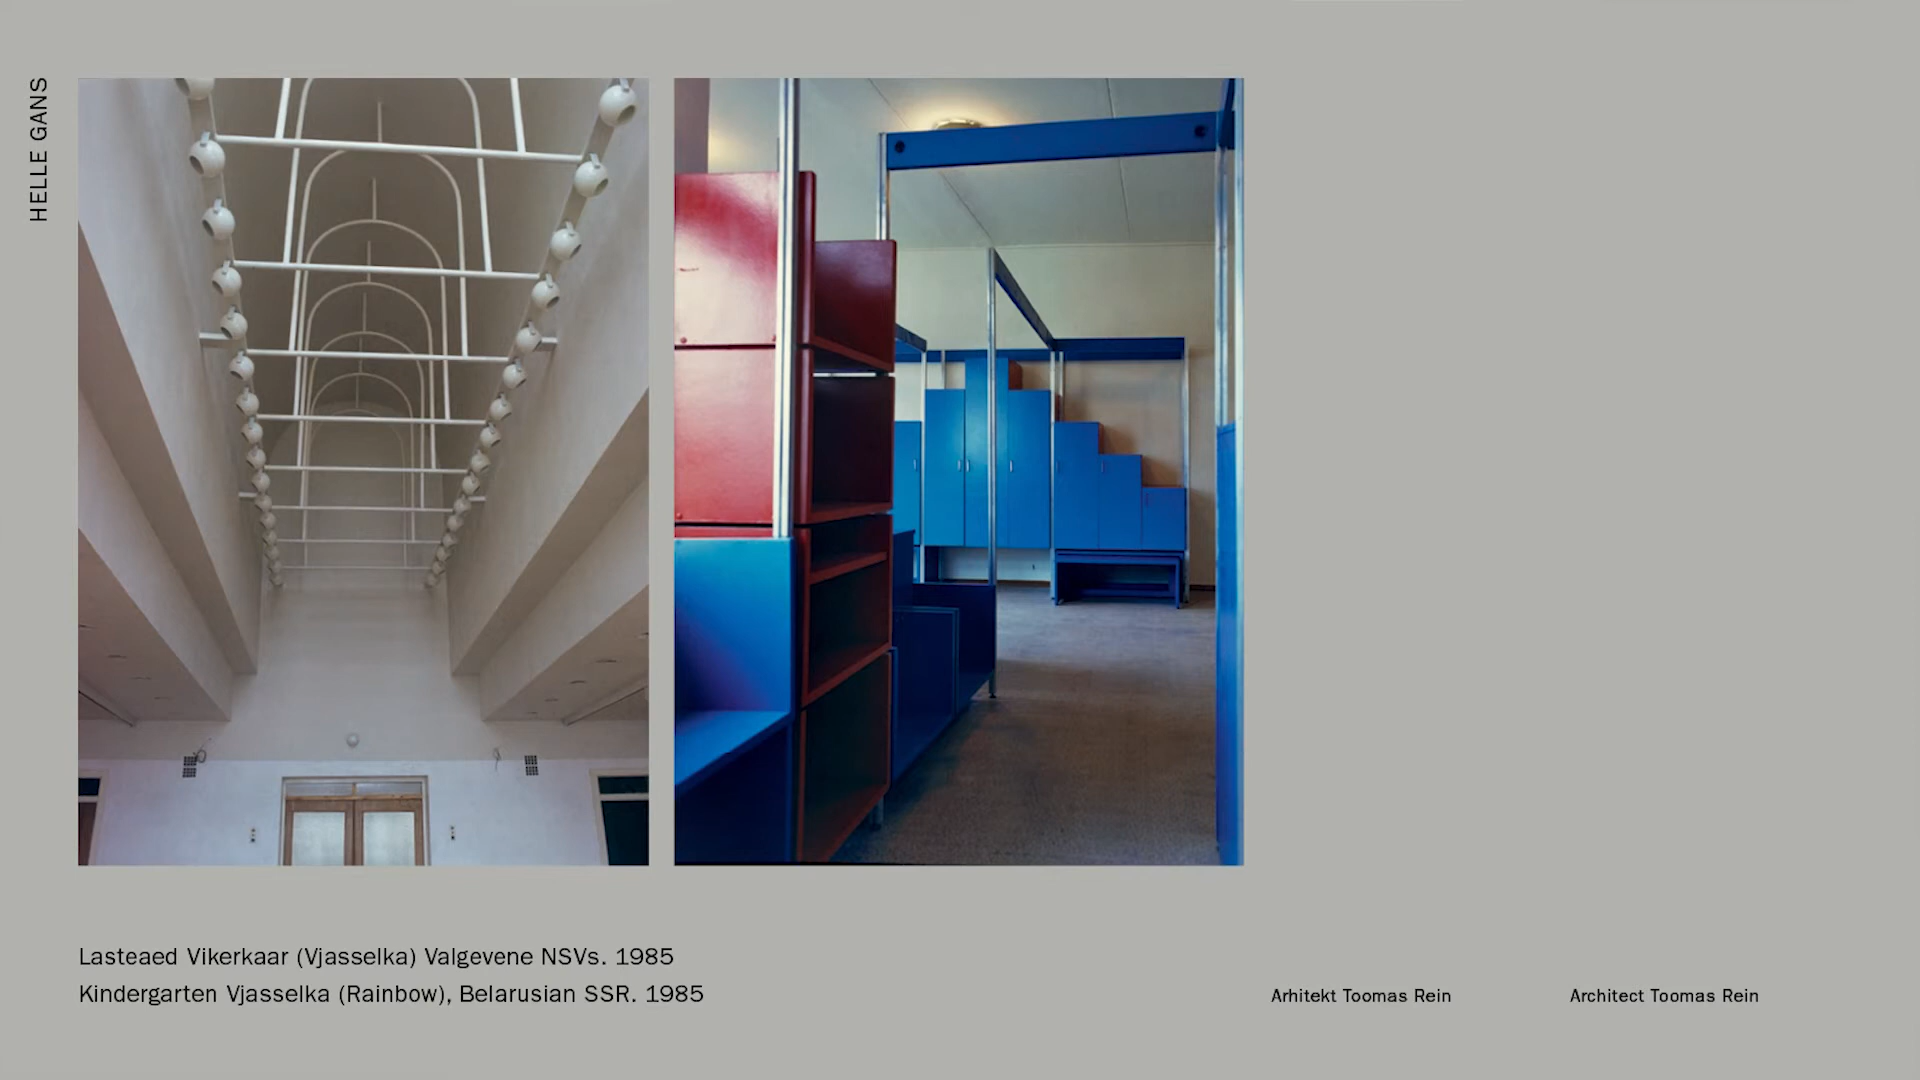 HELLE GANS
Lasteaed Vikerkaar (Vjasselka) Valgevene NSVs. 1985
Kindergarten Vjasselka (Rainbow), Belarusian SSR. 1985
Arhitekt Toomas Rein
Architect Toomas Rein